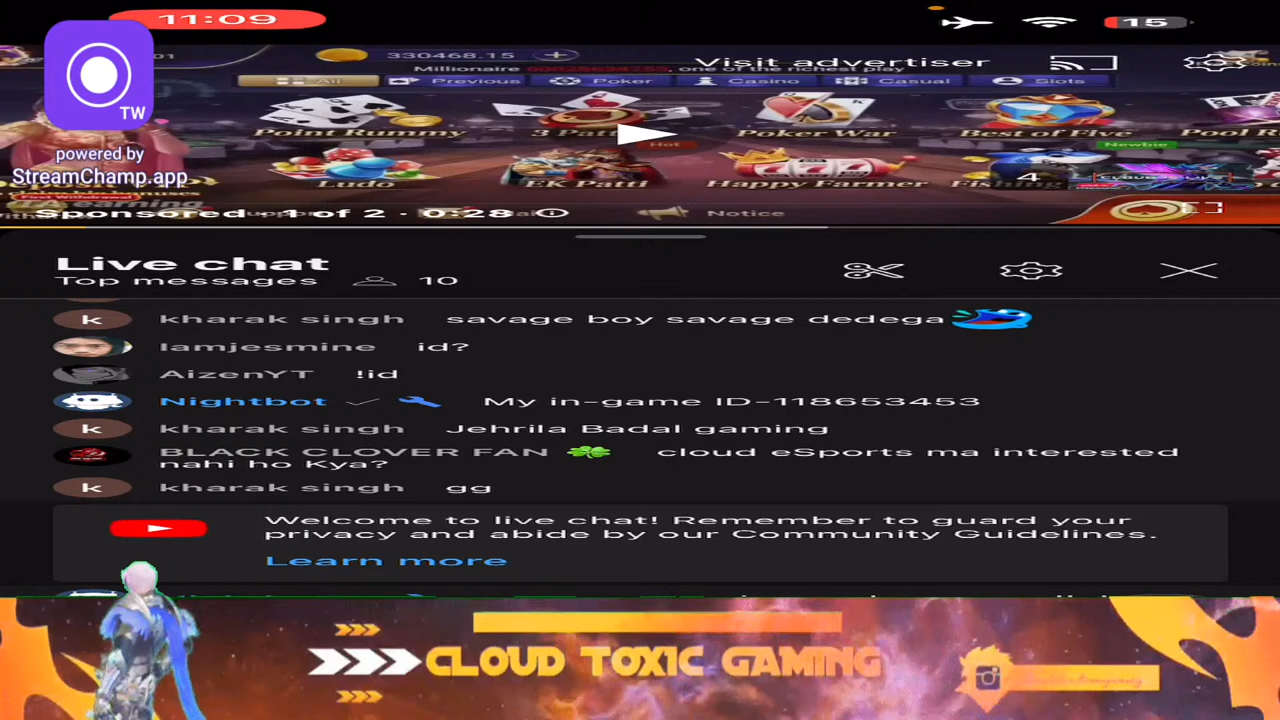 11:09
15
TW
powered by
StreamChamp.app
330468.15
Visit advertiser
Millionaire
All
Previous
Poker
Casino
Casual
Slots
Point Rummy
3 Patti
Poker War
Best of Five
Hot
Newbie
Ludo
EK Patti
Happy Farmer
4
First Withdrawal
Sponsored · 1 of 2 · 0:28
Notice
Live chat
Top messages 10
k kharak singh savage boy savage dedega
Iamjesmine id?
AizenYT !id
Nightbot My in-game ID-118653453
k kharak singh Jehrila Badal gaming
BLACK CLOVER FAN 🍀 cloud eSports ma interested
nahi ho Kya?
k kharak singh gg
Welcome to live chat! Remember to guard your
privacy and abide by our Community Guidelines.
Learn more
CLOUD TOXIC GAMING